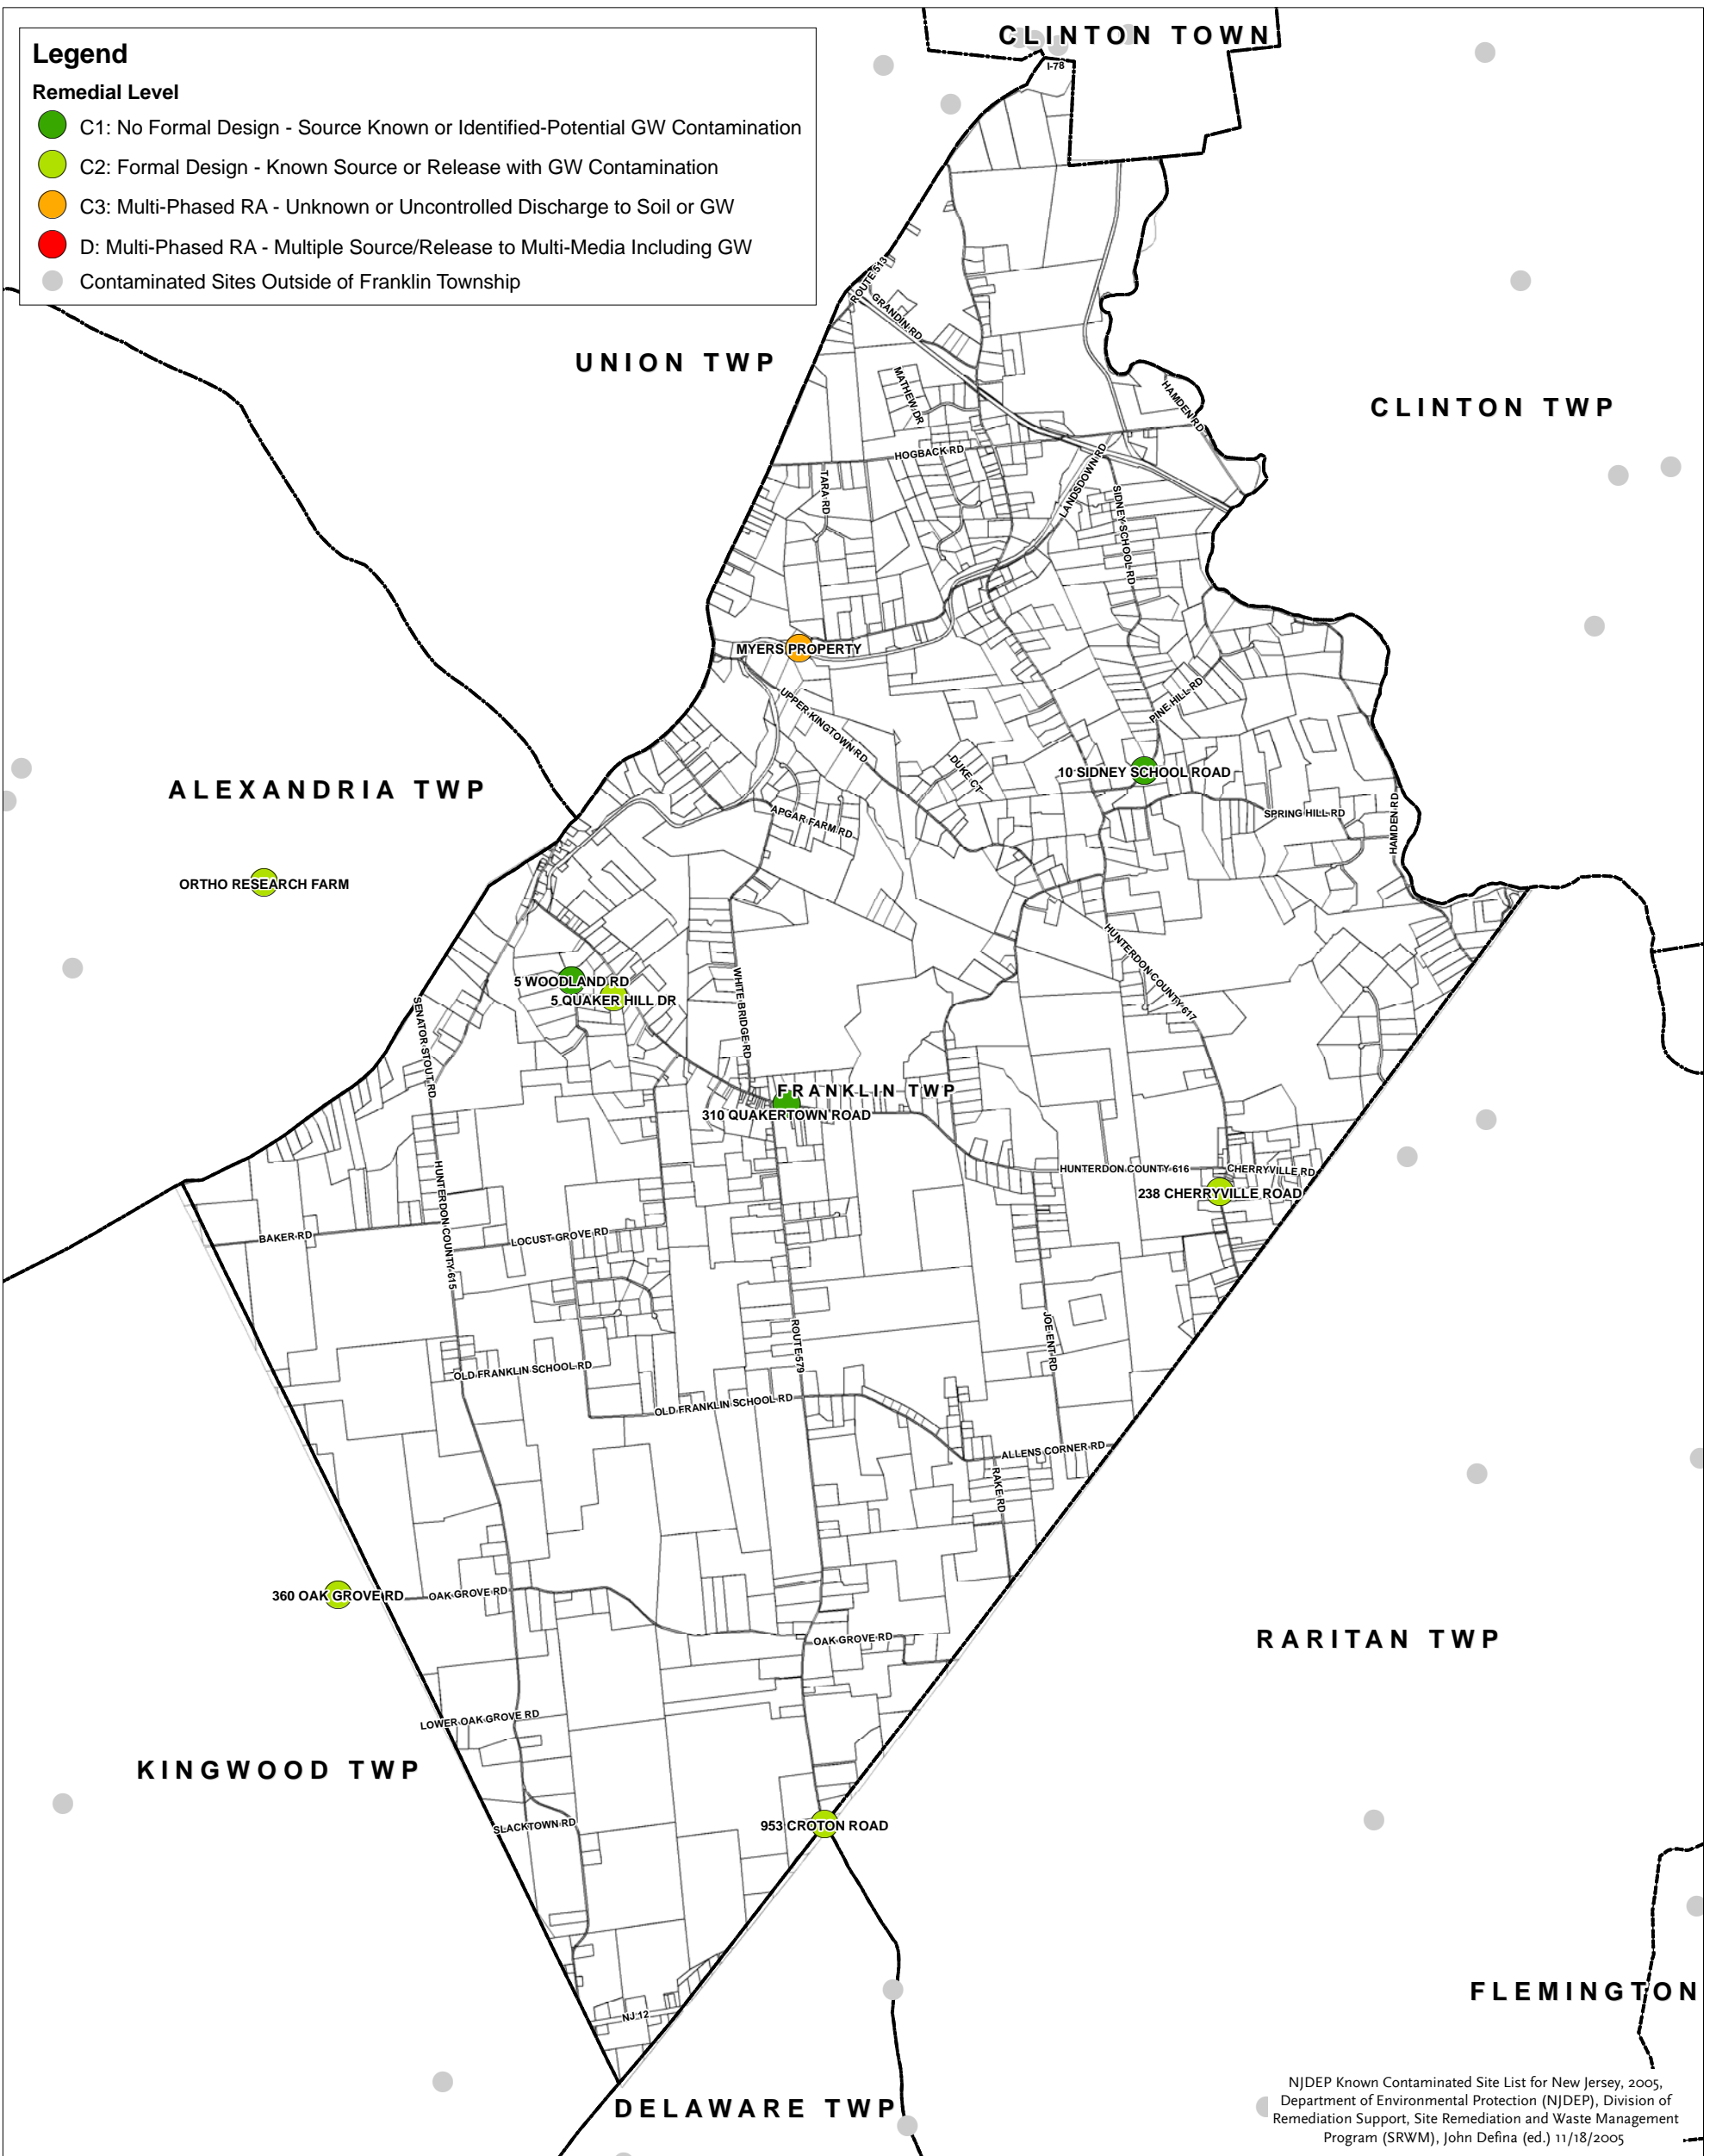 Legend
Remedial Level
C1: No Formal Design - Source Known or Identified-Potential GW Contamination
C2: Formal Design - Known Source or Release with GW Contamination
C3: Multi-Phased RA - Unknown or Uncontrolled Discharge to Soil or GW
D: Multi-Phased RA - Multiple Source/Release to Multi-Media Including GW
Contaminated Sites Outside of Franklin Township
CLINTON TOWN
I-78
ROUTE 513
GRANDIN RD
UNION TWP
MATHEW DR
HAMDEN RD
CLINTON TWP
HOGBACK RD
TARA RD
LANDSDOWN RD
SIDNEY SCHOOL RD
MYERS PROPERTY
UPPER KINGTOWN RD
PINE HILL RD
DUKE CT
10 SIDNEY SCHOOL ROAD
ALEXANDRIA TWP
APGAR FARM RD
SPRING HILL RD
HAMDEN RD
ORTHO RESEARCH FARM
HUNTERDON COUNTY 617
5 WOODLAND RD
5 QUAKER HILL DR
WHITE BRIDGE RD
SENATOR STOUT RD
FRANKLIN TWP
310 QUAKERTOWN ROAD
HUNTERDON COUNTY 616
CHERRYVILLE RD
238 CHERRYVILLE ROAD
HUNTERDON COUNTY 615
BAKER RD
LOCUST GROVE RD
ROUTE 579
JOE ENT RD
OLD FRANKLIN SCHOOL RD
OLD FRANKLIN SCHOOL RD
ALLENS CORNER RD
RAKE RD
360 OAK GROVE RD
OAK GROVE RD
OAK GROVE RD
RARITAN TWP
LOWER OAK GROVE RD
KINGWOOD TWP
SLACKTOWN RD
953 CROTON ROAD
FLEMINGTON
NJ 12
DELAWARE TWP
NJDEP Known Contaminated Site List for New Jersey, 2005,
Department of Environmental Protection (NJDEP), Division of
Remediation Support, Site Remediation and Waste Management
Program (SRWM), John Defina (ed.) 11/18/2005